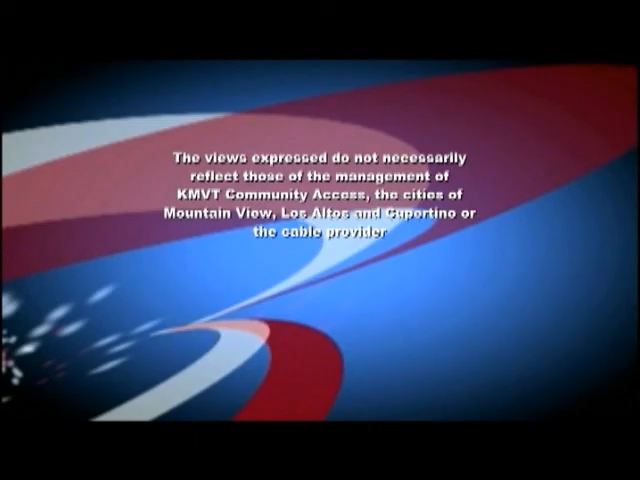 The views expressed do not necessarily
reflect those of the management of
KMVT Community Access, the cities of
Mountain View, Los Altos and Cupertino or
the cable provider